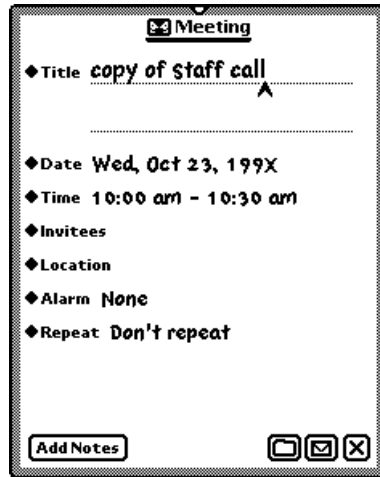 Meeting
Title copy of staff call
Date Wed, Oct 23, 199X
Time 10:00 am - 10:30 am
Invitees
Location
Alarm None
Repeat Don't repeat
Add Notes